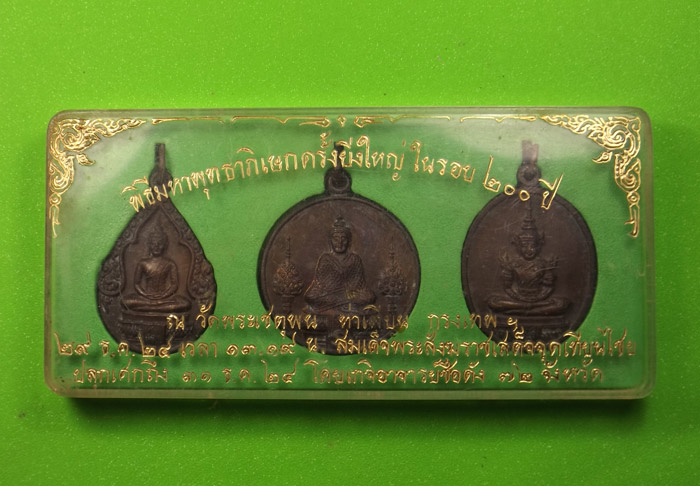 พิธีมหาพุทธาภิเษกครั้งยิ่งใหญ่ ในรอบ ๒๐๐ ปี
ณ วัดพระเชตุพน ท่าเตียน กรุงเทพ
๒๙ ธ.ค.๒๔ เวลา ๑๓.๑๙ น. สมเด็จพระสังฆราชเสด็จจุดเทียนชัย
ปลุกเศกถึง ๓๑ ธ.ค.๒๔ โดยเกจิอาจารย์ชื่อดัง ๗๒ จังหวัด